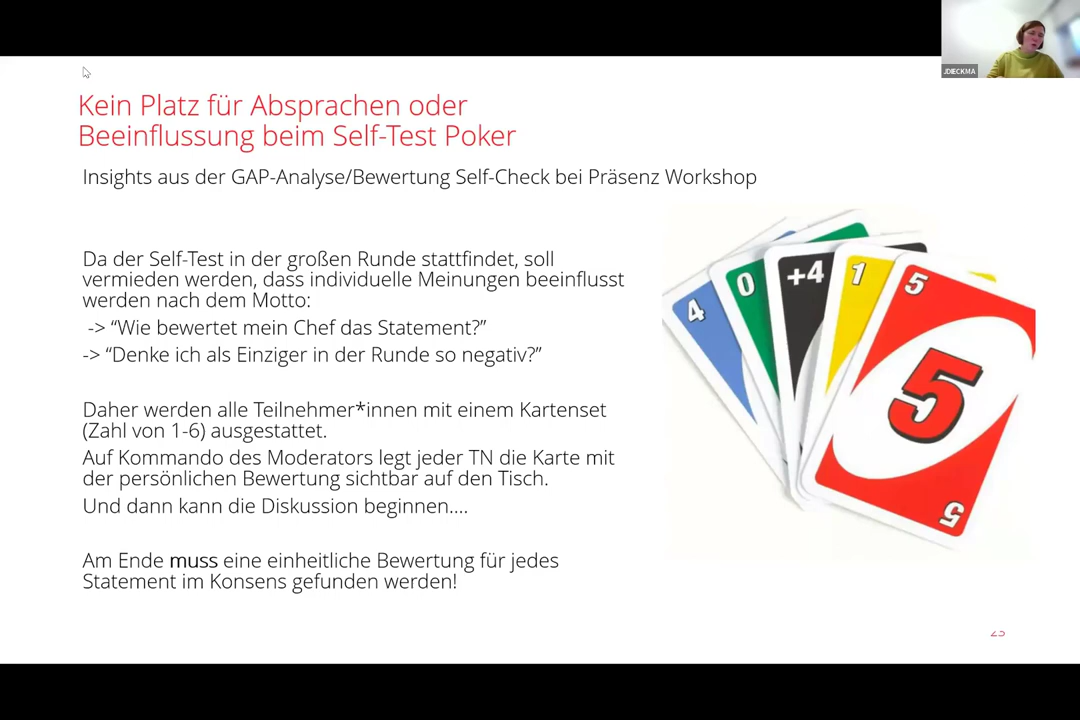 JDIECKMA
Kein Platz für Absprachen oder
Beeinflussung beim Self-Test Poker
Insights aus der GAP-Analyse/Bewertung Self-Check bei Präsenz Workshop
Da der Self-Test in der großen Runde stattfindet, soll
vermieden werden, dass individuelle Meinungen beeinflusst
werden nach dem Motto:
-> “Wie bewertet mein Chef das Statement?”
-> “Denke ich als Einziger in der Runde so negativ?”
Daher werden alle Teilnehmer*innen mit einem Kartenset
(Zahl von 1-6) ausgestattet.
Auf Kommando des Moderators legt jeder TN die Karte mit
der persönlichen Bewertung sichtbar auf den Tisch.
Und dann kann die Diskussion beginnen....
Am Ende muss eine einheitliche Bewertung für jedes
Statement im Konsens gefunden werden!
4
0
+4
1
5
5
5